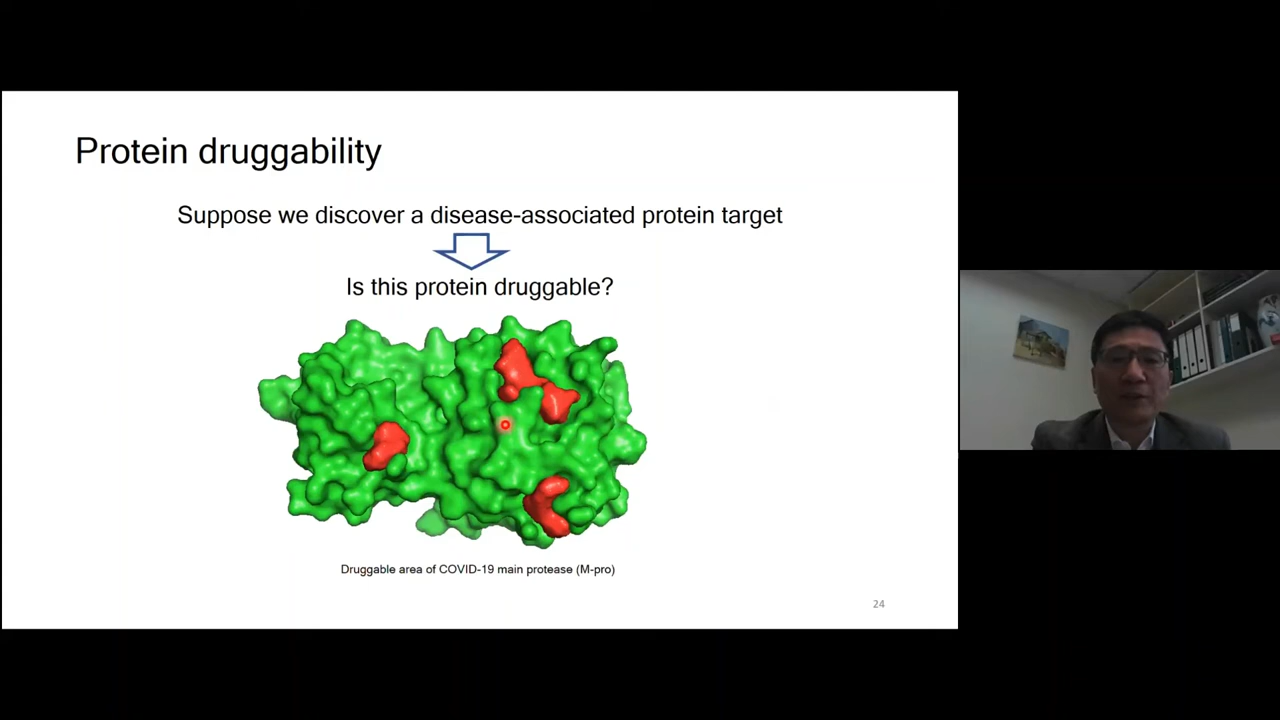 Protein druggability
Suppose we discover a disease-associated protein target
Is this protein druggable?
Druggable area of COVID-19 main protease (M-pro)
24